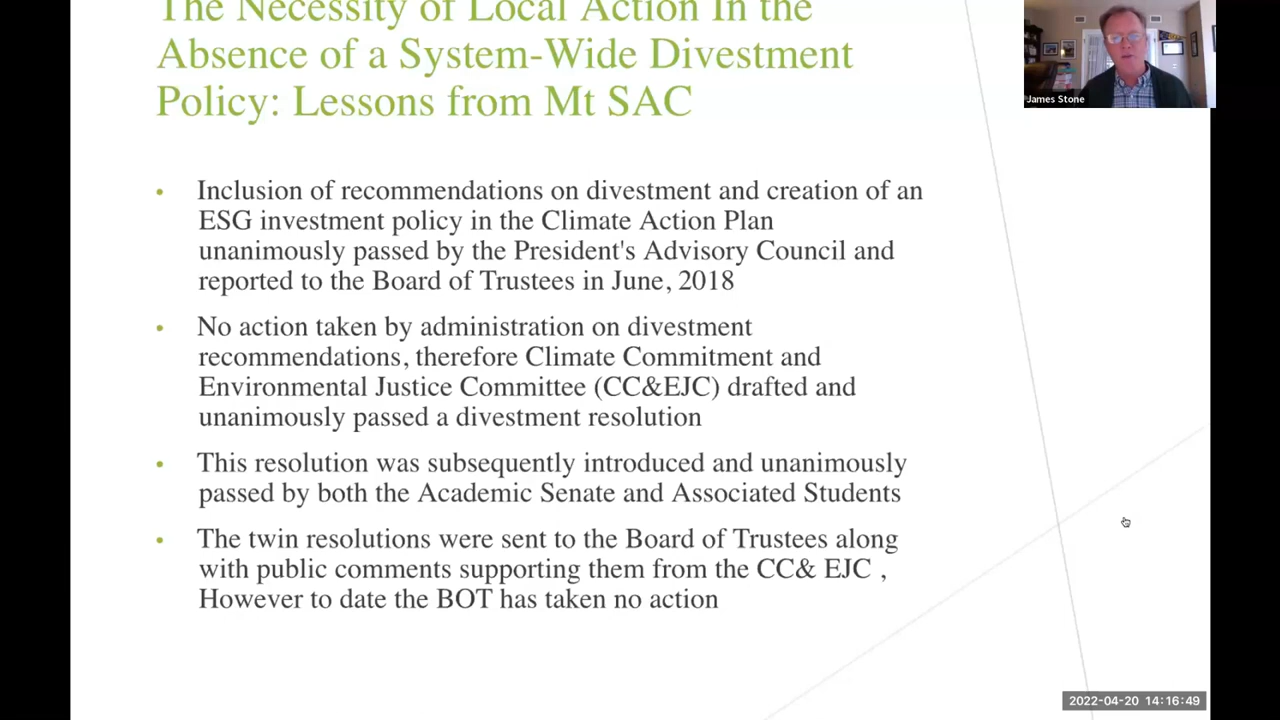 The Necessity of Local Action In the
Absence of a System-Wide Divestment
Policy: Lessons from Mt SAC
James Stone
• Inclusion of recommendations on divestment and creation of an
ESG investment policy in the Climate Action Plan
unanimously passed by the President's Advisory Council and
reported to the Board of Trustees in June, 2018
• No action taken by administration on divestment
recommendations, therefore Climate Commitment and
Environmental Justice Committee (CC&EJC) drafted and
unanimously passed a divestment resolution
• This resolution was subsequently introduced and unanimously
passed by both the Academic Senate and Associated Students
• The twin resolutions were sent to the Board of Trustees along
with public comments supporting them from the CC& EJC ,
However to date the BOT has taken no action
2022-04-20 14:16:49